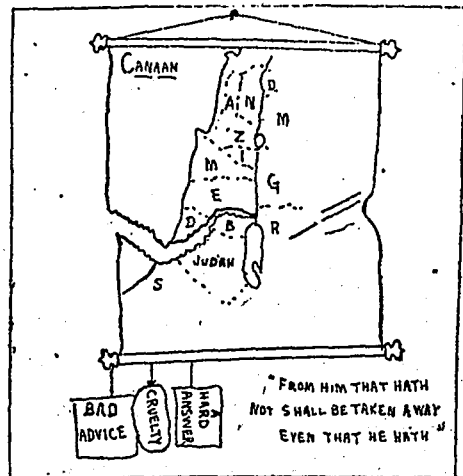 CANAAN
D.
A N
M
Z
I
M
G
E
D B R
JUDAH
S
BAD
ADVICE
CRUELTY
HARD
ANSWER
"FROM HIM THAT HATH
NOT SHALL BE TAKEN AWAY
EVEN THAT HE HATH"